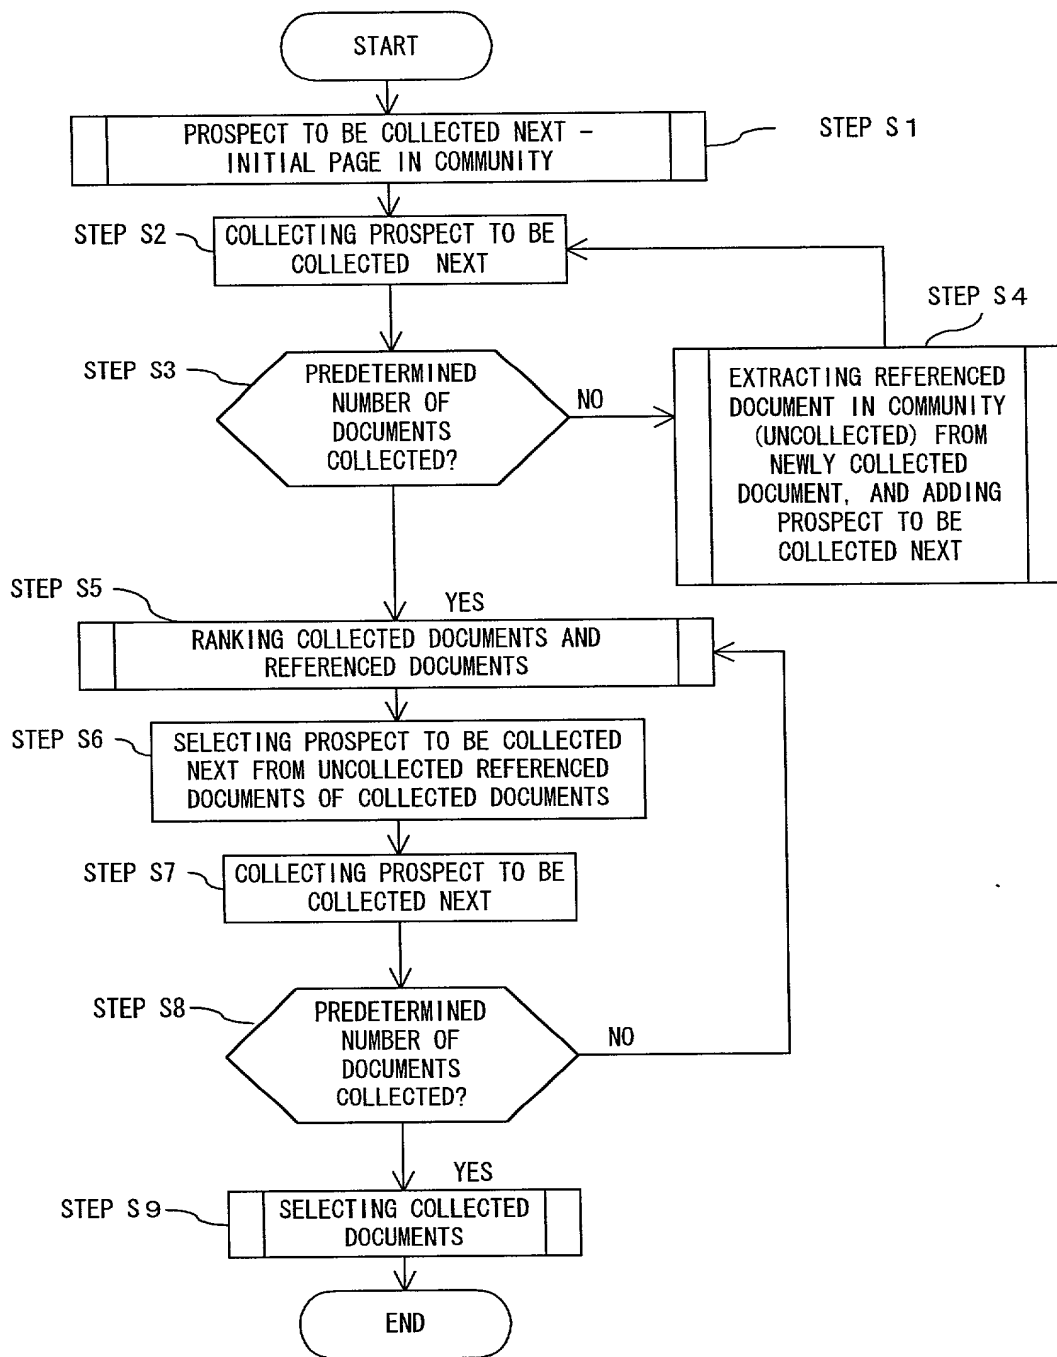 START
PROSPECT TO BE COLLECTED NEXT –
INITIAL PAGE IN COMMUNITY
STEP S1
STEP S2
COLLECTING PROSPECT TO BE
COLLECTED NEXT
STEP S4
STEP S3
PREDETERMINED
NUMBER OF
DOCUMENTS
COLLECTED?
NO
EXTRACTING REFERENCED
DOCUMENT IN COMMUNITY
(UNCOLLECTED) FROM
NEWLY COLLECTED
DOCUMENT, AND ADDING
PROSPECT TO BE
COLLECTED NEXT
STEP S5
YES
RANKING COLLECTED DOCUMENTS AND
REFERENCED DOCUMENTS
STEP S6
SELECTING PROSPECT TO BE COLLECTED
NEXT FROM UNCOLLECTED REFERENCED
DOCUMENTS OF COLLECTED DOCUMENTS
STEP S7
COLLECTING PROSPECT TO BE
COLLECTED NEXT
STEP S8
PREDETERMINED
NUMBER OF
DOCUMENTS
COLLECTED?
NO
YES
STEP S9
SELECTING COLLECTED
DOCUMENTS
END